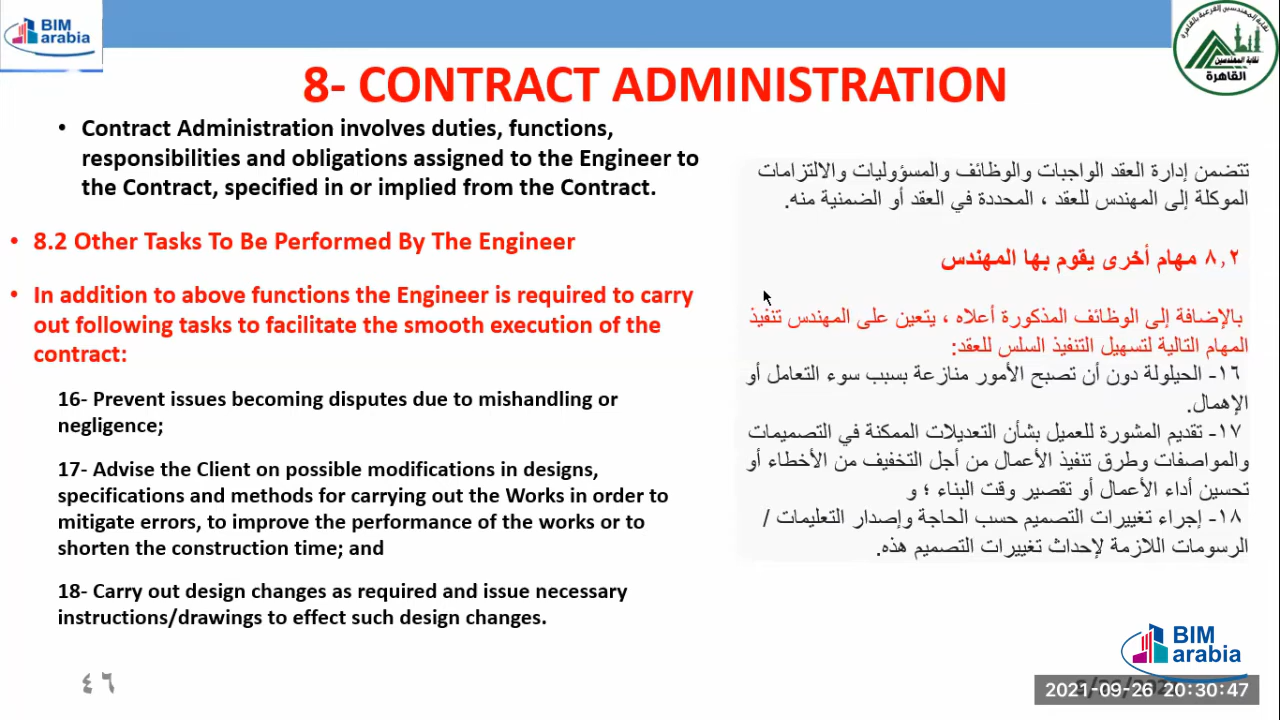 BIM
arabia
نقابة المهندسين
القاهرة
8- CONTRACT ADMINISTRATION
• Contract Administration involves duties, functions,
responsibilities and obligations assigned to the Engineer to
the Contract, specified in or implied from the Contract.
• 8.2 Other Tasks To Be Performed By The Engineer
• In addition to above functions the Engineer is required to carry
out following tasks to facilitate the smooth execution of the
contract:
16- Prevent issues becoming disputes due to mishandling or
negligence;
17- Advise the Client on possible modifications in designs,
specifications and methods for carrying out the Works in order to
mitigate errors, to improve the performance of the works or to
shorten the construction time; and
18- Carry out design changes as required and issue necessary
instructions/drawings to effect such design changes.
تتضمن إدارة العقد الواجبات والوظائف والمسؤوليات والالتزامات
الموكلة إلى المهندس للعقد ، المحددة في العقد أو الضمنية منه.
٨,٢ مهام أخرى يقوم بها المهندس
بالإضافة إلى الوظائف المذكورة أعلاه ، يتعين على المهندس تنفيذ
المهام التالية لتسهيل التنفيذ السلس للعقد:
١٦- الحيلولة دون أن تصبح الأمور منازعة بسبب سوء التعامل أو
الإهمال.
١٧- تقديم المشورة للعميل بشأن التعديلات الممكنة في التصميمات
والمواصفات وطرق تنفيذ الأعمال من أجل التخفيف من الأخطاء أو
تحسين أداء الأعمال أو تقصير وقت البناء ؛ و
١٨- إجراء تغييرات التصميم حسب الحاجة وإصدار التعليمات /
الرسومات اللازمة لإحداث تغييرات التصميم هذه.
BIM
arabia
٤٦
2021-09-26 20:30:47